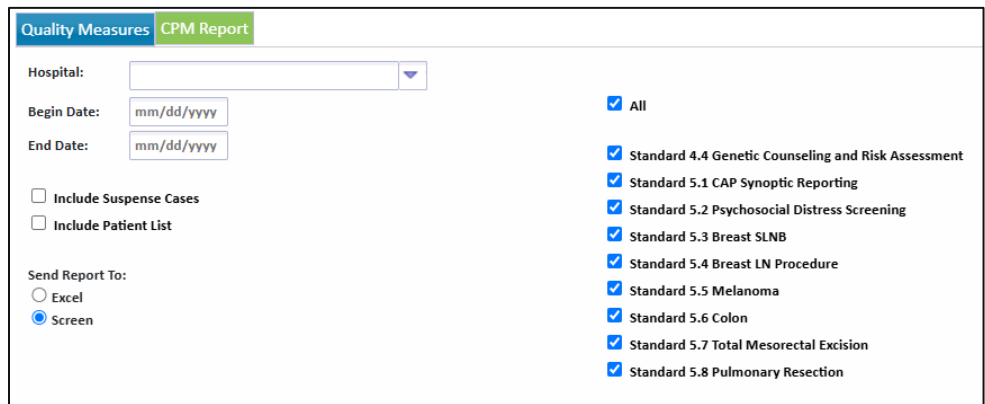 Quality Measures CPM Report
Hospital:
Begin Date: mm/dd/yyyy
End Date: mm/dd/yyyy
Include Suspense Cases
Include Patient List
Send Report To:
Excel
Screen
All
Standard 4.4 Genetic Counseling and Risk Assessment
Standard 5.1 CAP Synoptic Reporting
Standard 5.2 Psychosocial Distress Screening
Standard 5.3 Breast SLNB
Standard 5.4 Breast LN Procedure
Standard 5.5 Melanoma
Standard 5.6 Colon
Standard 5.7 Total Mesorectal Excision
Standard 5.8 Pulmonary Resection